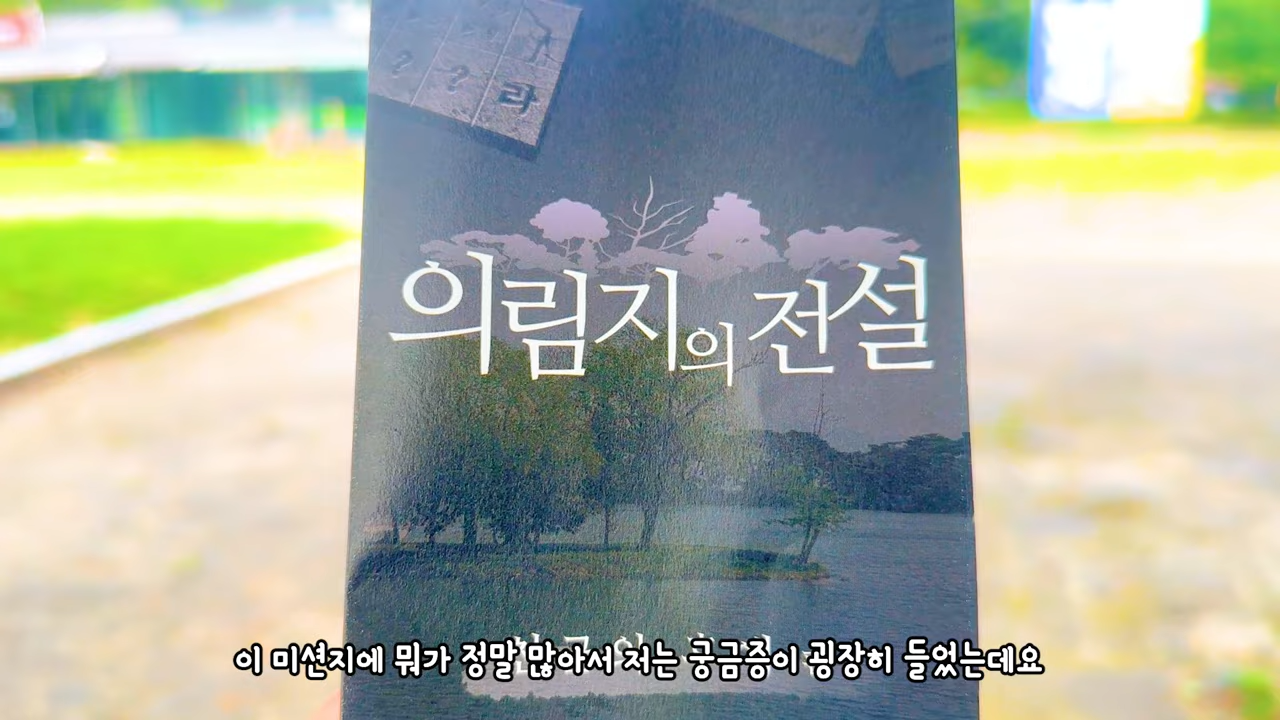 ? ? 라
의림지의 전설
이 미션지에 뭐가 정말 많아서 저는 궁금증이 굉장히 들었는데요